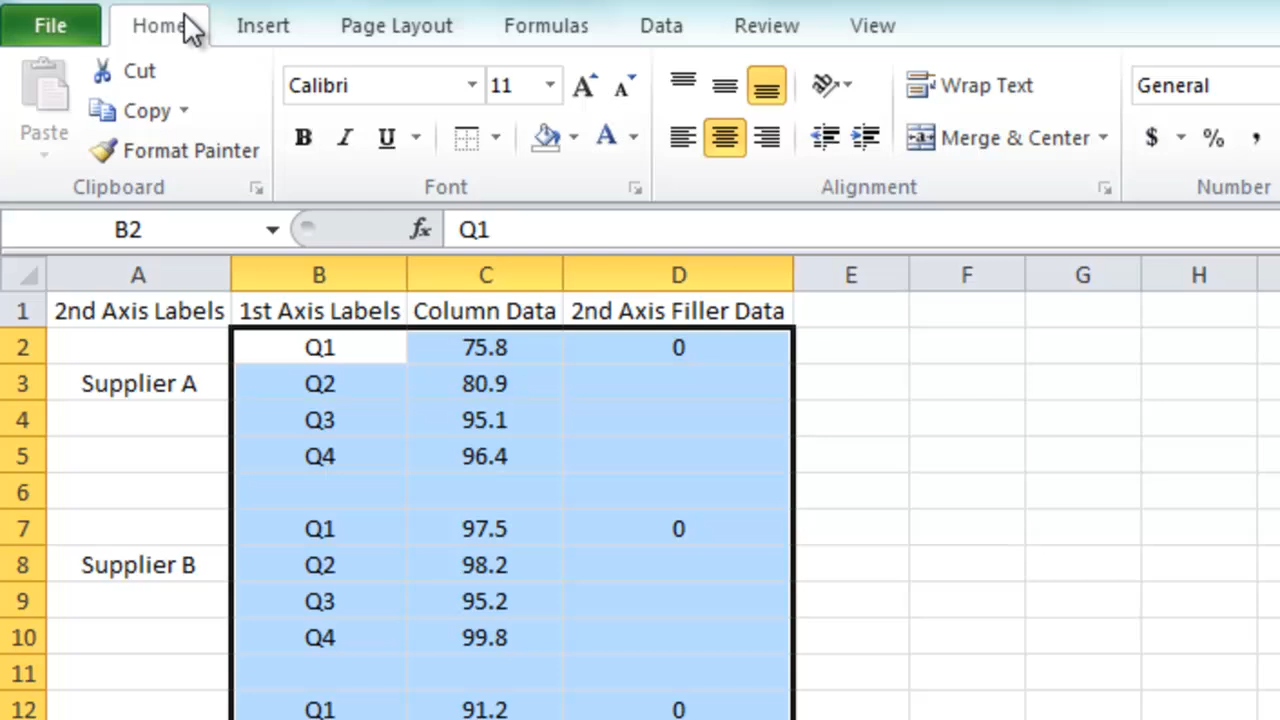 File Home Insert Page Layout Formulas Data Review View
Cut
Calibri 11 Wrap Text General
Copy
Paste
B I U A Merge & Center $ % ,
Format Painter
Clipboard Font Alignment Number
B2 fx Q1
A B C D E F G H
1 2nd Axis Labels 1st Axis Labels Column Data 2nd Axis Filler Data
2 Q1 75.8 0
3 Supplier A Q2 80.9
4 Q3 95.1
5 Q4 96.4
6
7 Q1 97.5 0
8 Supplier B Q2 98.2
9 Q3 95.2
10 Q4 99.8
11
12 Q1 91.2 0